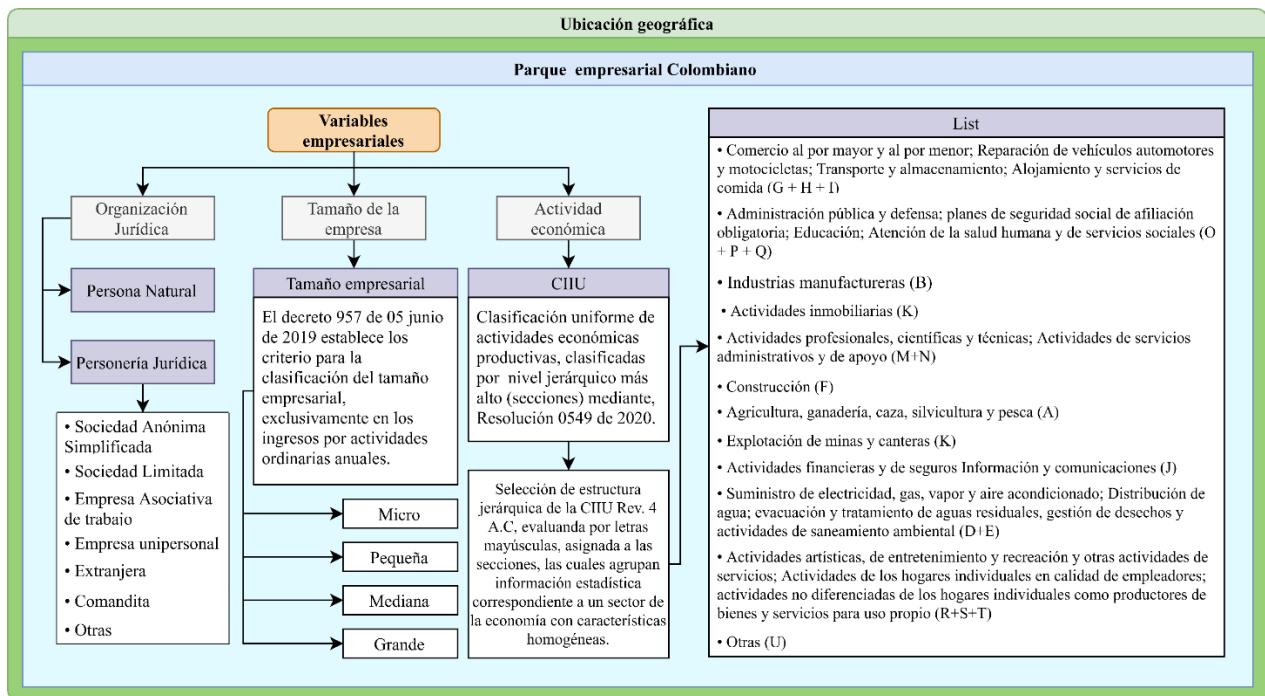 Ubicación geográfica
Parque empresarial Colombiano
Variables
empresariales
Organización
Jurídica
Persona Natural
Personería Jurídica
• Sociedad Anónima
Simplificada
• Sociedad Limitada
• Empresa Asociativa
de trabajo
• Empresa unipersonal
• Extranjera
• Comandita
• Otras
Tamaño de la
empresa
Tamaño empresarial
El decreto 957 de 05 junio
de 2019 establece los
criterio para la
clasificación del tamaño
empresarial,
exclusivamente en los
ingresos por actividades
ordinarias anuales.
Micro
Pequeña
Mediana
Grande
Actividad
económica
CIIU
Clasificación uniforme de
actividades económicas
productivas, clasificadas
por nivel jerárquico más
alto (secciones) mediante,
Resolución 0549 de 2020.
Selección de estructura
jerárquica de la CIIU Rev. 4
A.C, evaluanda por letras
mayúsculas, asignada a las
secciones, las cuales agrupan
información estadística
correspondiente a un sector de
la economía con características
homogéneas.
List
• Comercio al por mayor y al por menor; Reparación de vehículos automotores
y motocicletas; Transporte y almacenamiento; Alojamiento y servicios de
comida (G + H + I)
• Administración pública y defensa; planes de seguridad social de afiliación
obligatoria; Educación; Atención de la salud humana y de servicios sociales (O
+ P + Q)
• Industrias manufactureras (B)
• Actividades inmobiliarias (K)
• Actividades profesionales, científicas y técnicas; Actividades de servicios
administrativos y de apoyo (M+N)
• Construcción (F)
• Agricultura, ganadería, caza, silvicultura y pesca (A)
• Explotación de minas y canteras (K)
• Actividades financieras y de seguros Información y comunicaciones (J)
• Suministro de electricidad, gas, vapor y aire acondicionado; Distribución de
agua; evacuación y tratamiento de aguas residuales, gestión de desechos y
actividades de saneamiento ambiental (D+E)
• Actividades artísticas, de entretenimiento y recreación y otras actividades de
servicios; Actividades de los hogares individuales en calidad de empleadores;
actividades no diferenciadas de los hogares individuales como productores de
bienes y servicios para uso propio (R+S+T)
• Otras (U)